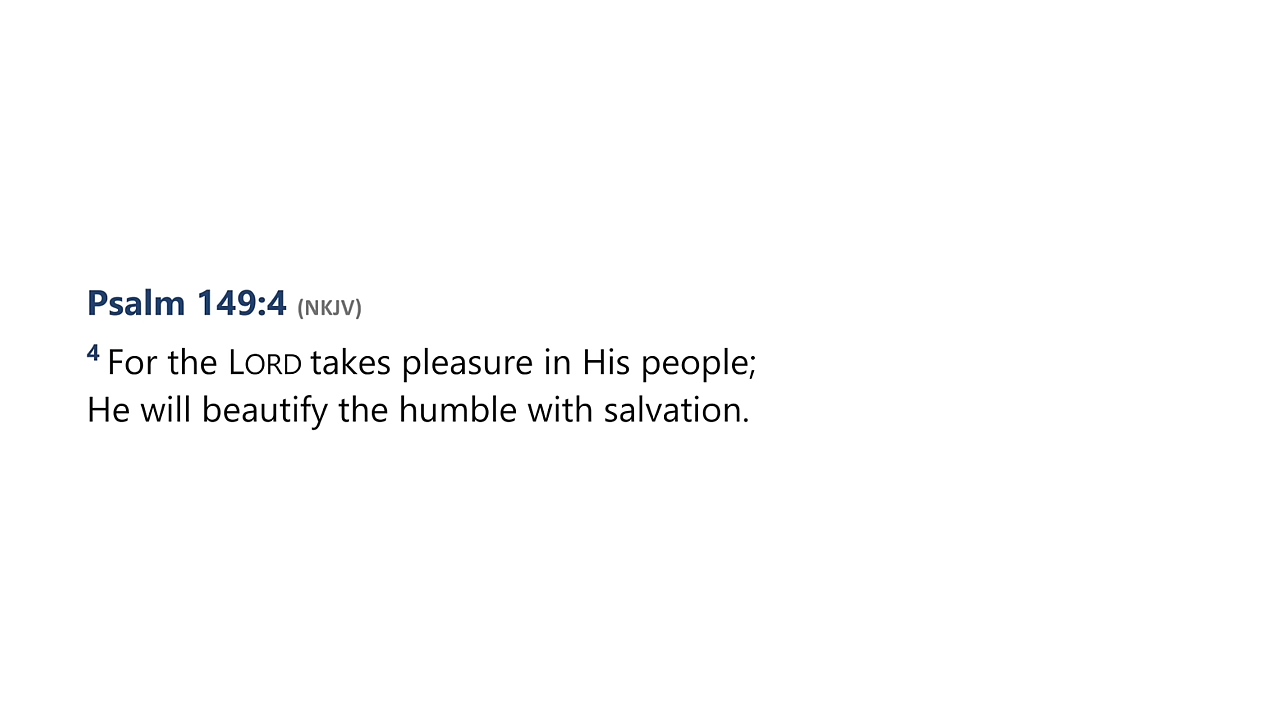 Psalm 149:4 (NKJV)
4 For the LORD takes pleasure in His people;
He will beautify the humble with salvation.